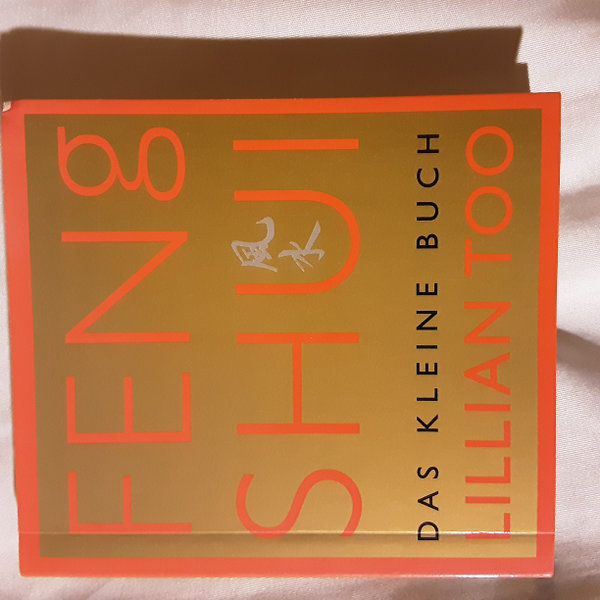 FENg
SHUI
風水
DAS KLEINE BUCH
LILLIAN TOO